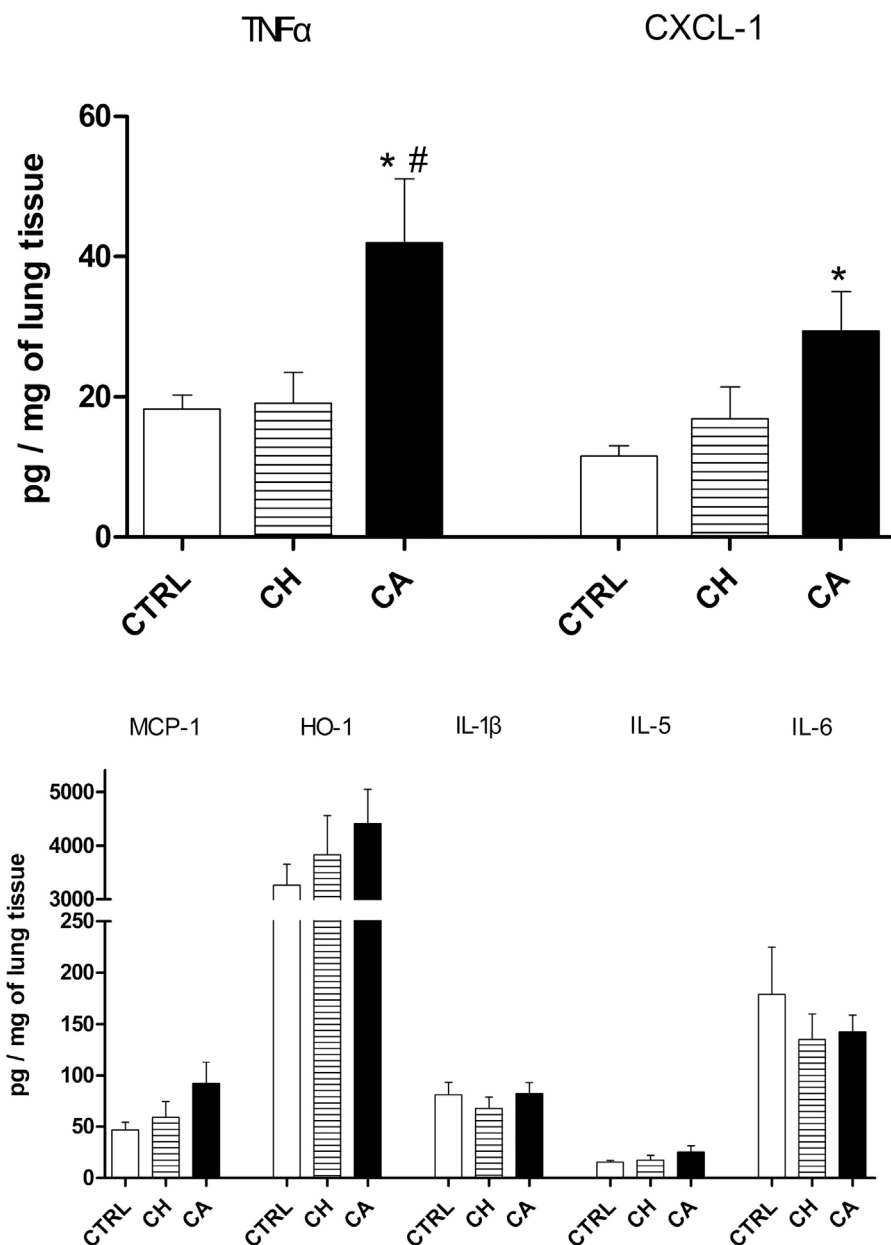 TNFα CXCL-1
60
* #
40
*
20
0
pg / mg of lung tissue
CTRL CH CA CTRL CH CA
MCP-1 HO-1 IL-1β IL-5 IL-6
5000
4000
3000
250
200
150
100
50
0
pg / mg of lung tissue
CTRL CH CA CTRL CH CA CTRL CH CA CTRL CH CA CTRL CH CA